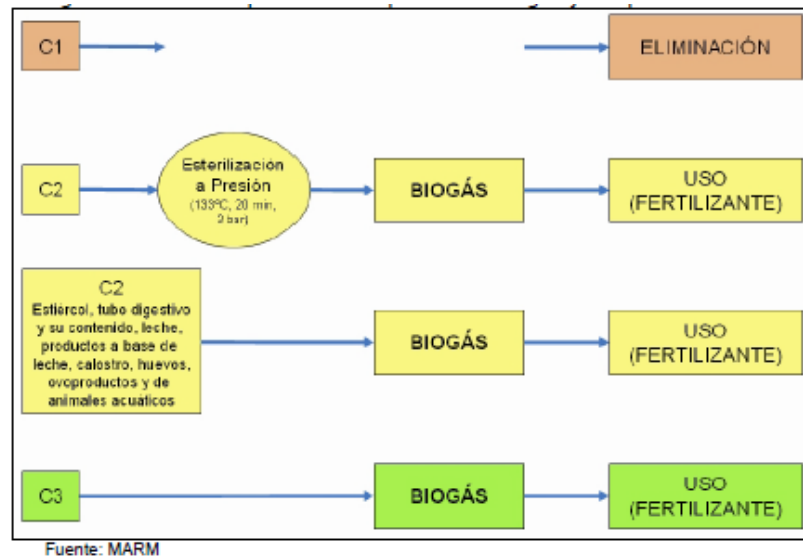 C1
ELIMINACIÓN
C2
Esterilización
a Presión
(133ºC, 20 min,
3 bar)
BIOGÁS
USO
(FERTILIZANTE)
C2
Estiércol, tubo digestivo
y su contenido, leche,
productos a base de
leche, calostro, huevos,
ovoproductos y de
animales acuáticos
BIOGÁS
USO
(FERTILIZANTE)
C3
BIOGÁS
USO
(FERTILIZANTE)
Fuente: MARM